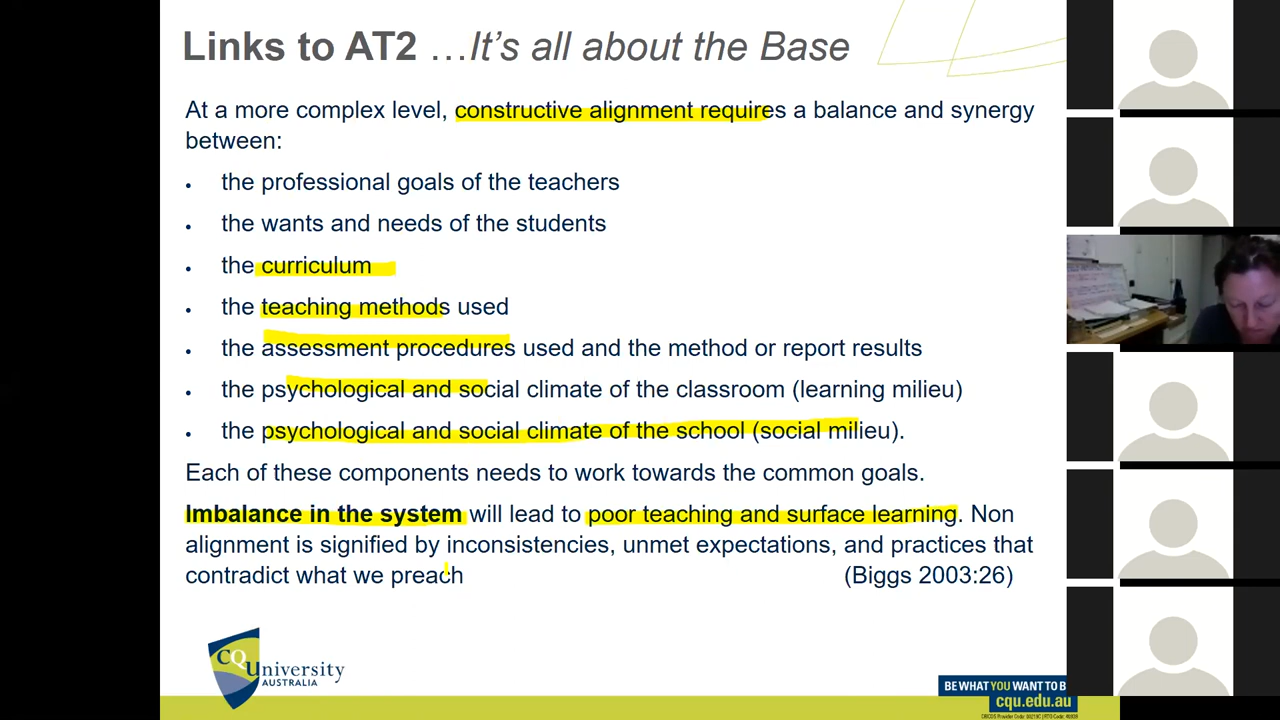 Links to AT2 …It's all about the Base
At a more complex level, constructive alignment requires a balance and synergy
between:
• the professional goals of the teachers
• the wants and needs of the students
• the curriculum
• the teaching methods used
• the assessment procedures used and the method or report results
• the psychological and social climate of the classroom (learning milieu)
• the psychological and social climate of the school (social milieu).
Each of these components needs to work towards the common goals.
Imbalance in the system will lead to poor teaching and surface learning. Non
alignment is signified by inconsistencies, unmet expectations, and practices that
contradict what we preach (Biggs 2003:26)
CQUniversity
AUSTRALIA
BE WHAT YOU WANT TO B
cqu.edu.au